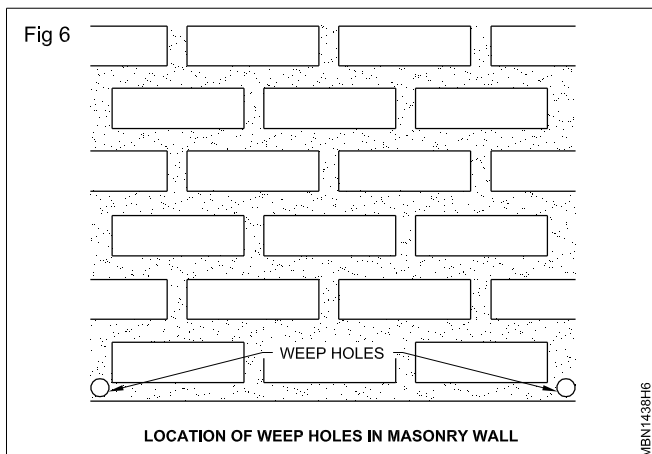 Fig 6
WEEP HOLES
LOCATION OF WEEP HOLES IN MASONRY WALL
MBN1438H6